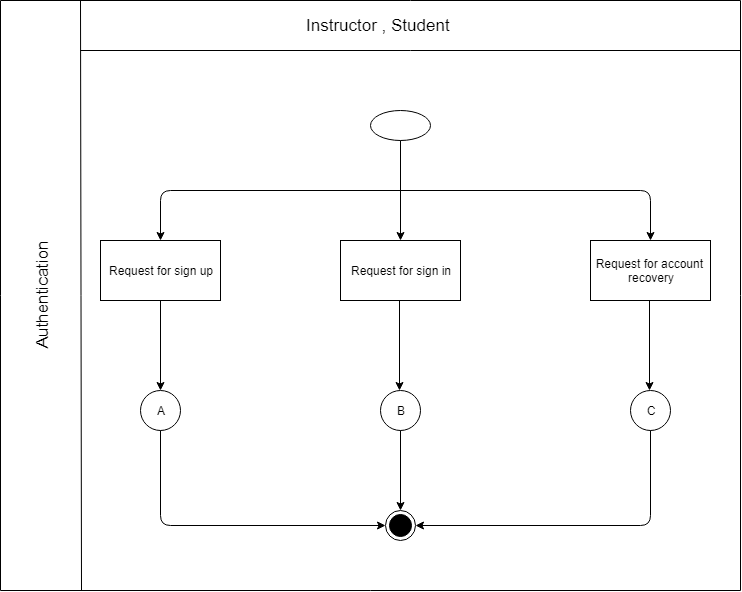 Instructor , Student
Authentication
Request for sign up
Request for sign in
Request for account
recovery
A
B
C